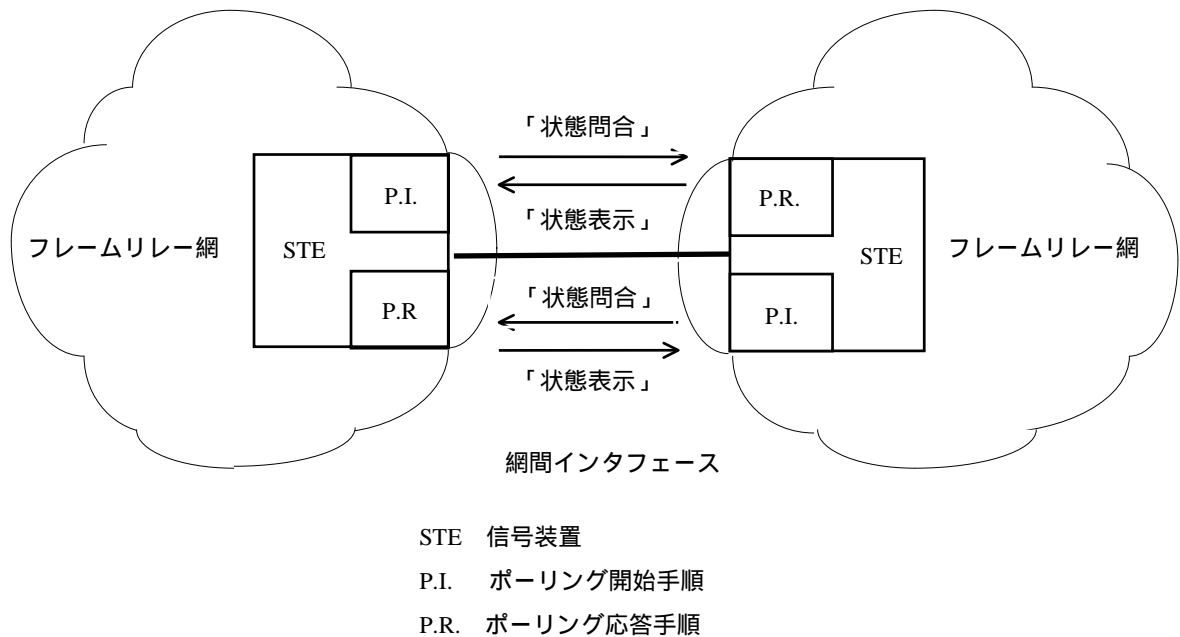 「状態問合」
P.I.
P.R.
「状態表示」
フレームリレー網
STE
STE
フレームリレー網
「状態問合」
P.R
P.I.
「状態表示」
網間インタフェース
STE 信号装置
P.I. ポーリング開始手順
P.R. ポーリング応答手順